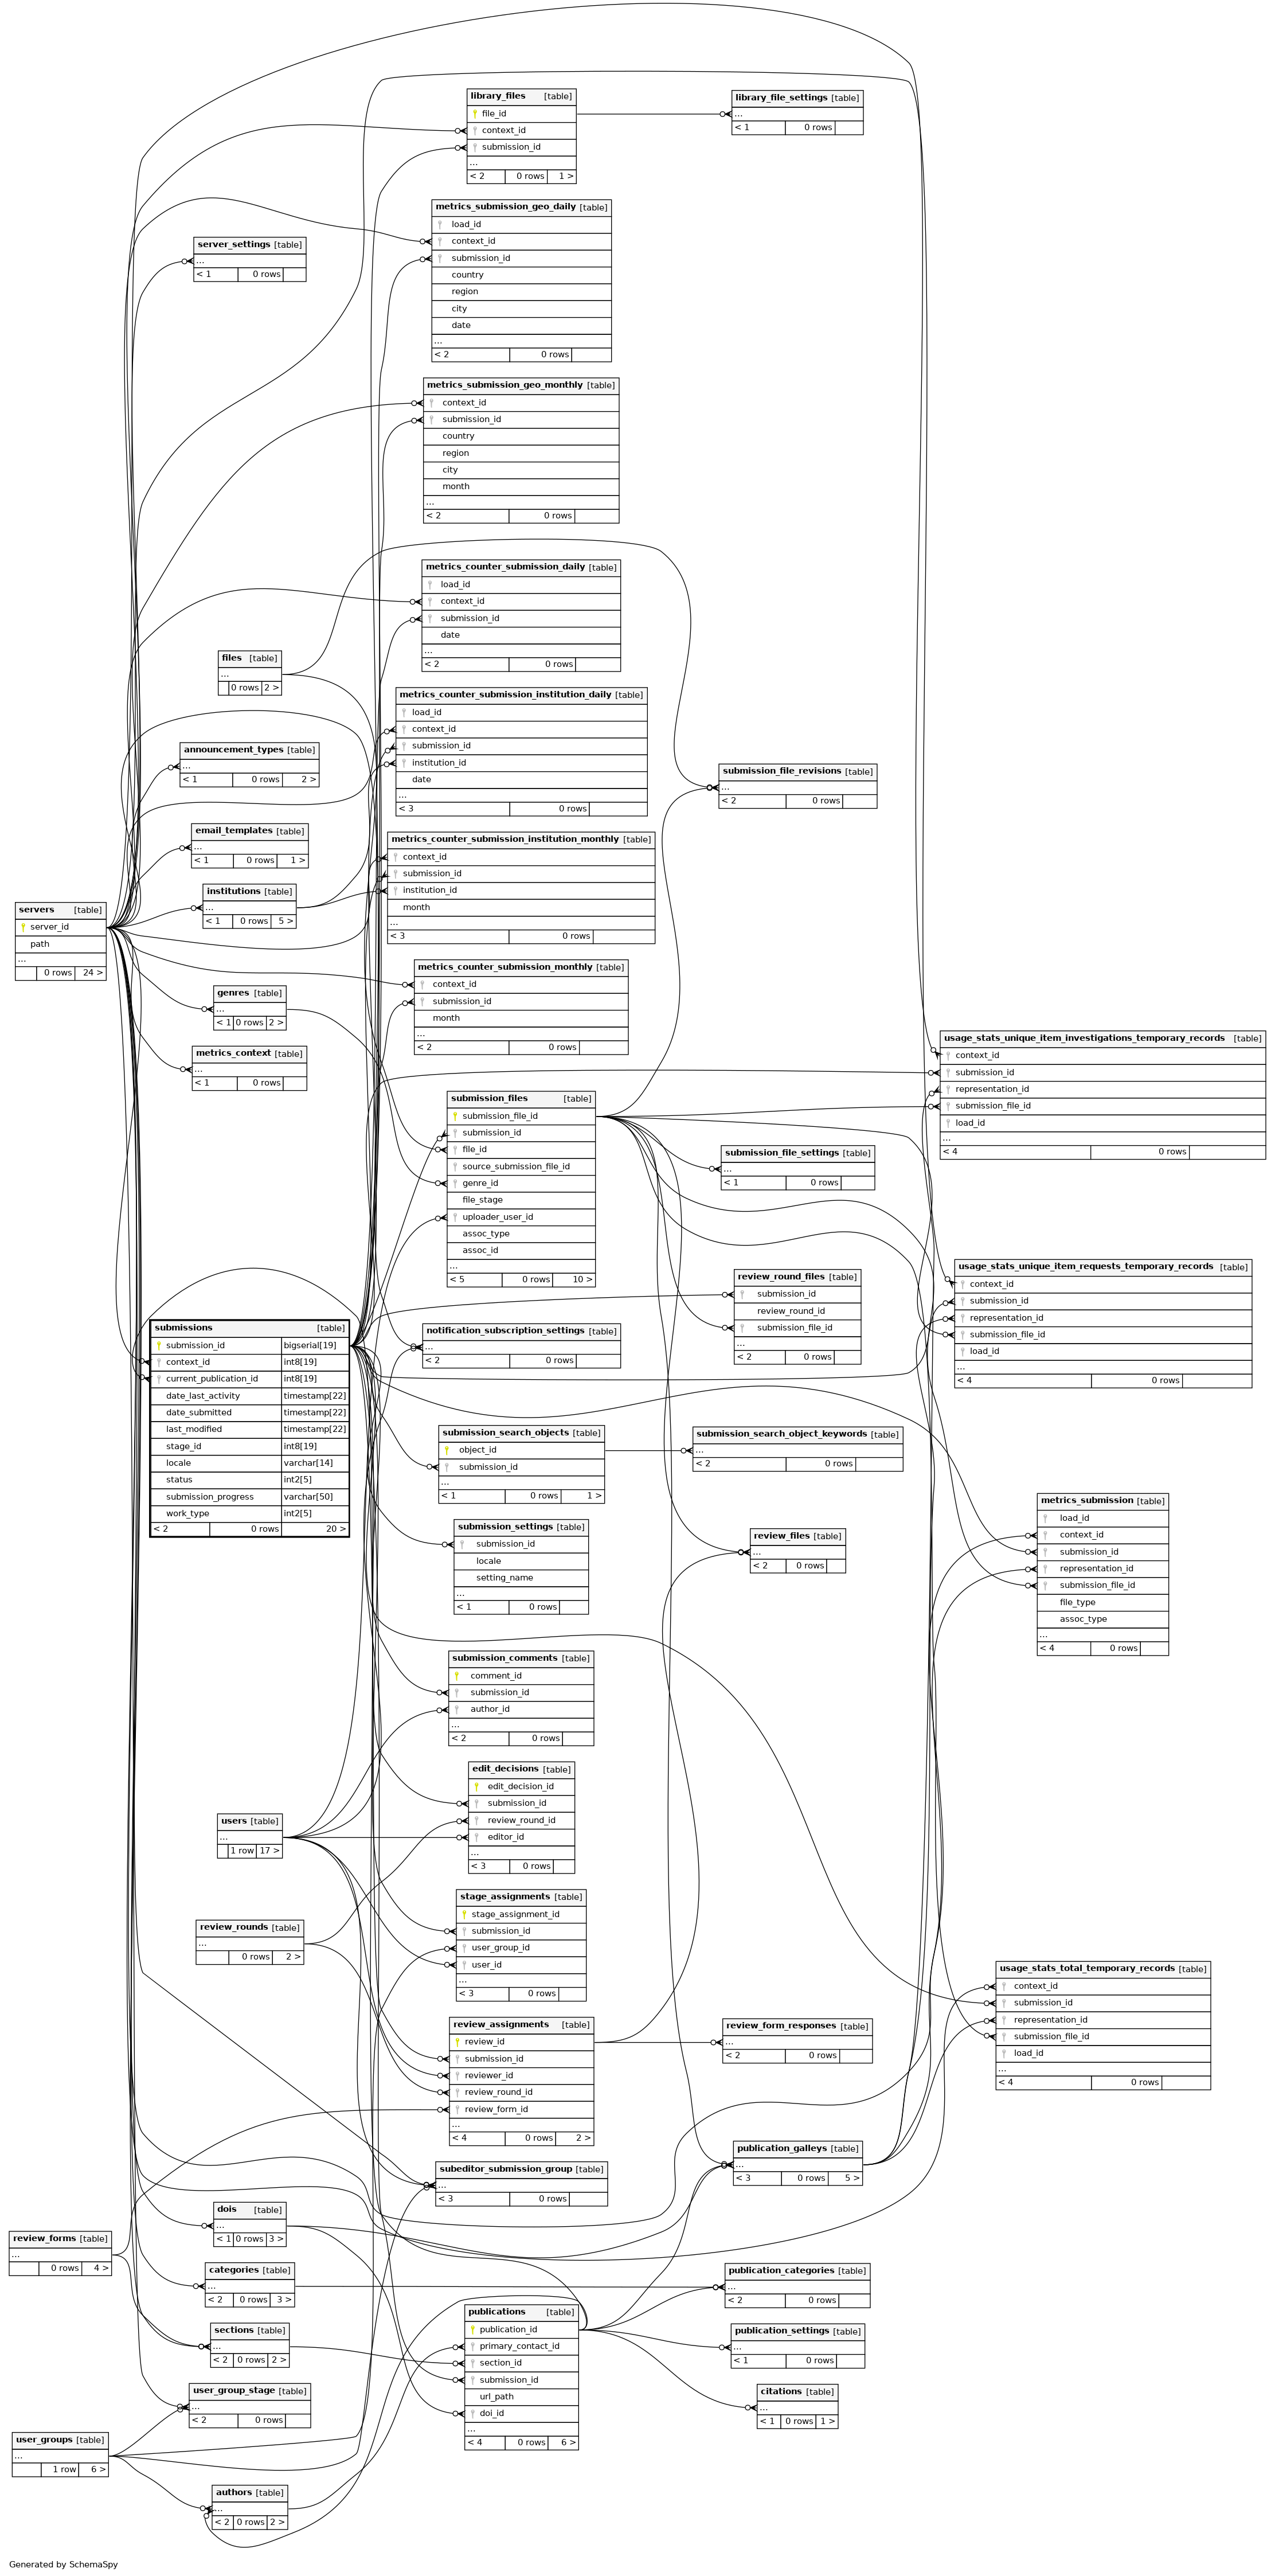 library_files [table]
file_id
context_id
submission_id
...
< 2 0 rows 1 >
library_file_settings [table]
...
< 1 0 rows
metrics_submission_geo_daily [table]
load_id
context_id
submission_id
country
region
city
date
...
< 2 0 rows
server_settings [table]
...
< 1 0 rows
metrics_submission_geo_monthly [table]
context_id
submission_id
country
region
city
month
...
< 2 0 rows
metrics_counter_submission_daily [table]
load_id
context_id
submission_id
date
...
< 2 0 rows
files [table]
...
0 rows 2 >
metrics_counter_submission_institution_daily [table]
load_id
context_id
submission_id
institution_id
date
...
< 3 0 rows
announcement_types [table]
...
< 1 0 rows 2 >
submission_file_revisions [table]
...
< 2 0 rows
email_templates [table]
...
< 1 0 rows 1 >
metrics_counter_submission_institution_monthly [table]
context_id
submission_id
institution_id
month
...
< 3 0 rows
institutions [table]
...
< 1 0 rows 5 >
servers [table]
server_id
path
...
0 rows 24 >
metrics_counter_submission_monthly [table]
context_id
submission_id
month
...
< 2 0 rows
genres [table]
...
< 1 0 rows 2 >
metrics_context [table]
...
< 1 0 rows
usage_stats_unique_item_investigations_temporary_records [table]
context_id
submission_id
representation_id
submission_file_id
load_id
...
< 4 0 rows
submission_files [table]
submission_file_id
submission_id
file_id
source_submission_file_id
genre_id
file_stage
uploader_user_id
assoc_type
assoc_id
...
< 5 0 rows 10 >
submission_file_settings [table]
...
< 1 0 rows
usage_stats_unique_item_requests_temporary_records [table]
context_id
submission_id
representation_id
submission_file_id
load_id
...
< 4 0 rows
review_round_files [table]
submission_id
review_round_id
submission_file_id
...
< 2 0 rows
submissions [table]
submission_id bigserial[19]
context_id int8[19]
current_publication_id int8[19]
date_last_activity timestamp[22]
date_submitted timestamp[22]
last_modified timestamp[22]
stage_id int8[19]
locale varchar[14]
status int2[5]
submission_progress varchar[50]
work_type int2[5]
< 2 0 rows 20 >
notification_subscription_settings [table]
...
< 2 0 rows
submission_search_objects [table]
object_id
submission_id
...
< 1 0 rows 1 >
submission_search_object_keywords [table]
...
< 2 0 rows
metrics_submission [table]
load_id
context_id
submission_id
representation_id
submission_file_id
file_type
assoc_type
...
< 4 0 rows
submission_settings [table]
submission_id
locale
setting_name
...
< 1 0 rows
review_files [table]
...
< 2 0 rows
submission_comments [table]
comment_id
submission_id
author_id
...
< 2 0 rows
edit_decisions [table]
edit_decision_id
submission_id
review_round_id
editor_id
...
< 3 0 rows
users [table]
...
1 row 17 >
stage_assignments [table]
stage_assignment_id
submission_id
user_group_id
user_id
...
< 3 0 rows
review_rounds [table]
...
0 rows 2 >
usage_stats_total_temporary_records [table]
context_id
submission_id
representation_id
submission_file_id
load_id
...
< 4 0 rows
review_assignments [table]
review_id
submission_id
reviewer_id
review_round_id
review_form_id
...
< 4 0 rows 2 >
review_form_responses [table]
...
< 2 0 rows
publication_galleys [table]
...
< 3 0 rows 5 >
subeditor_submission_group [table]
...
< 3 0 rows
dois [table]
...
< 1 0 rows 3 >
review_forms [table]
...
0 rows 4 >
categories [table]
...
< 2 0 rows 3 >
publication_categories [table]
...
< 2 0 rows
publications [table]
publication_id
primary_contact_id
section_id
submission_id
url_path
doi_id
...
< 4 0 rows 6 >
sections [table]
...
< 2 0 rows 2 >
publication_settings [table]
...
< 1 0 rows
user_group_stage [table]
...
< 2 0 rows
citations [table]
...
< 1 0 rows 1 >
user_groups [table]
...
1 row 6 >
authors [table]
...
< 2 0 rows 2 >
Generated by SchemaSpy